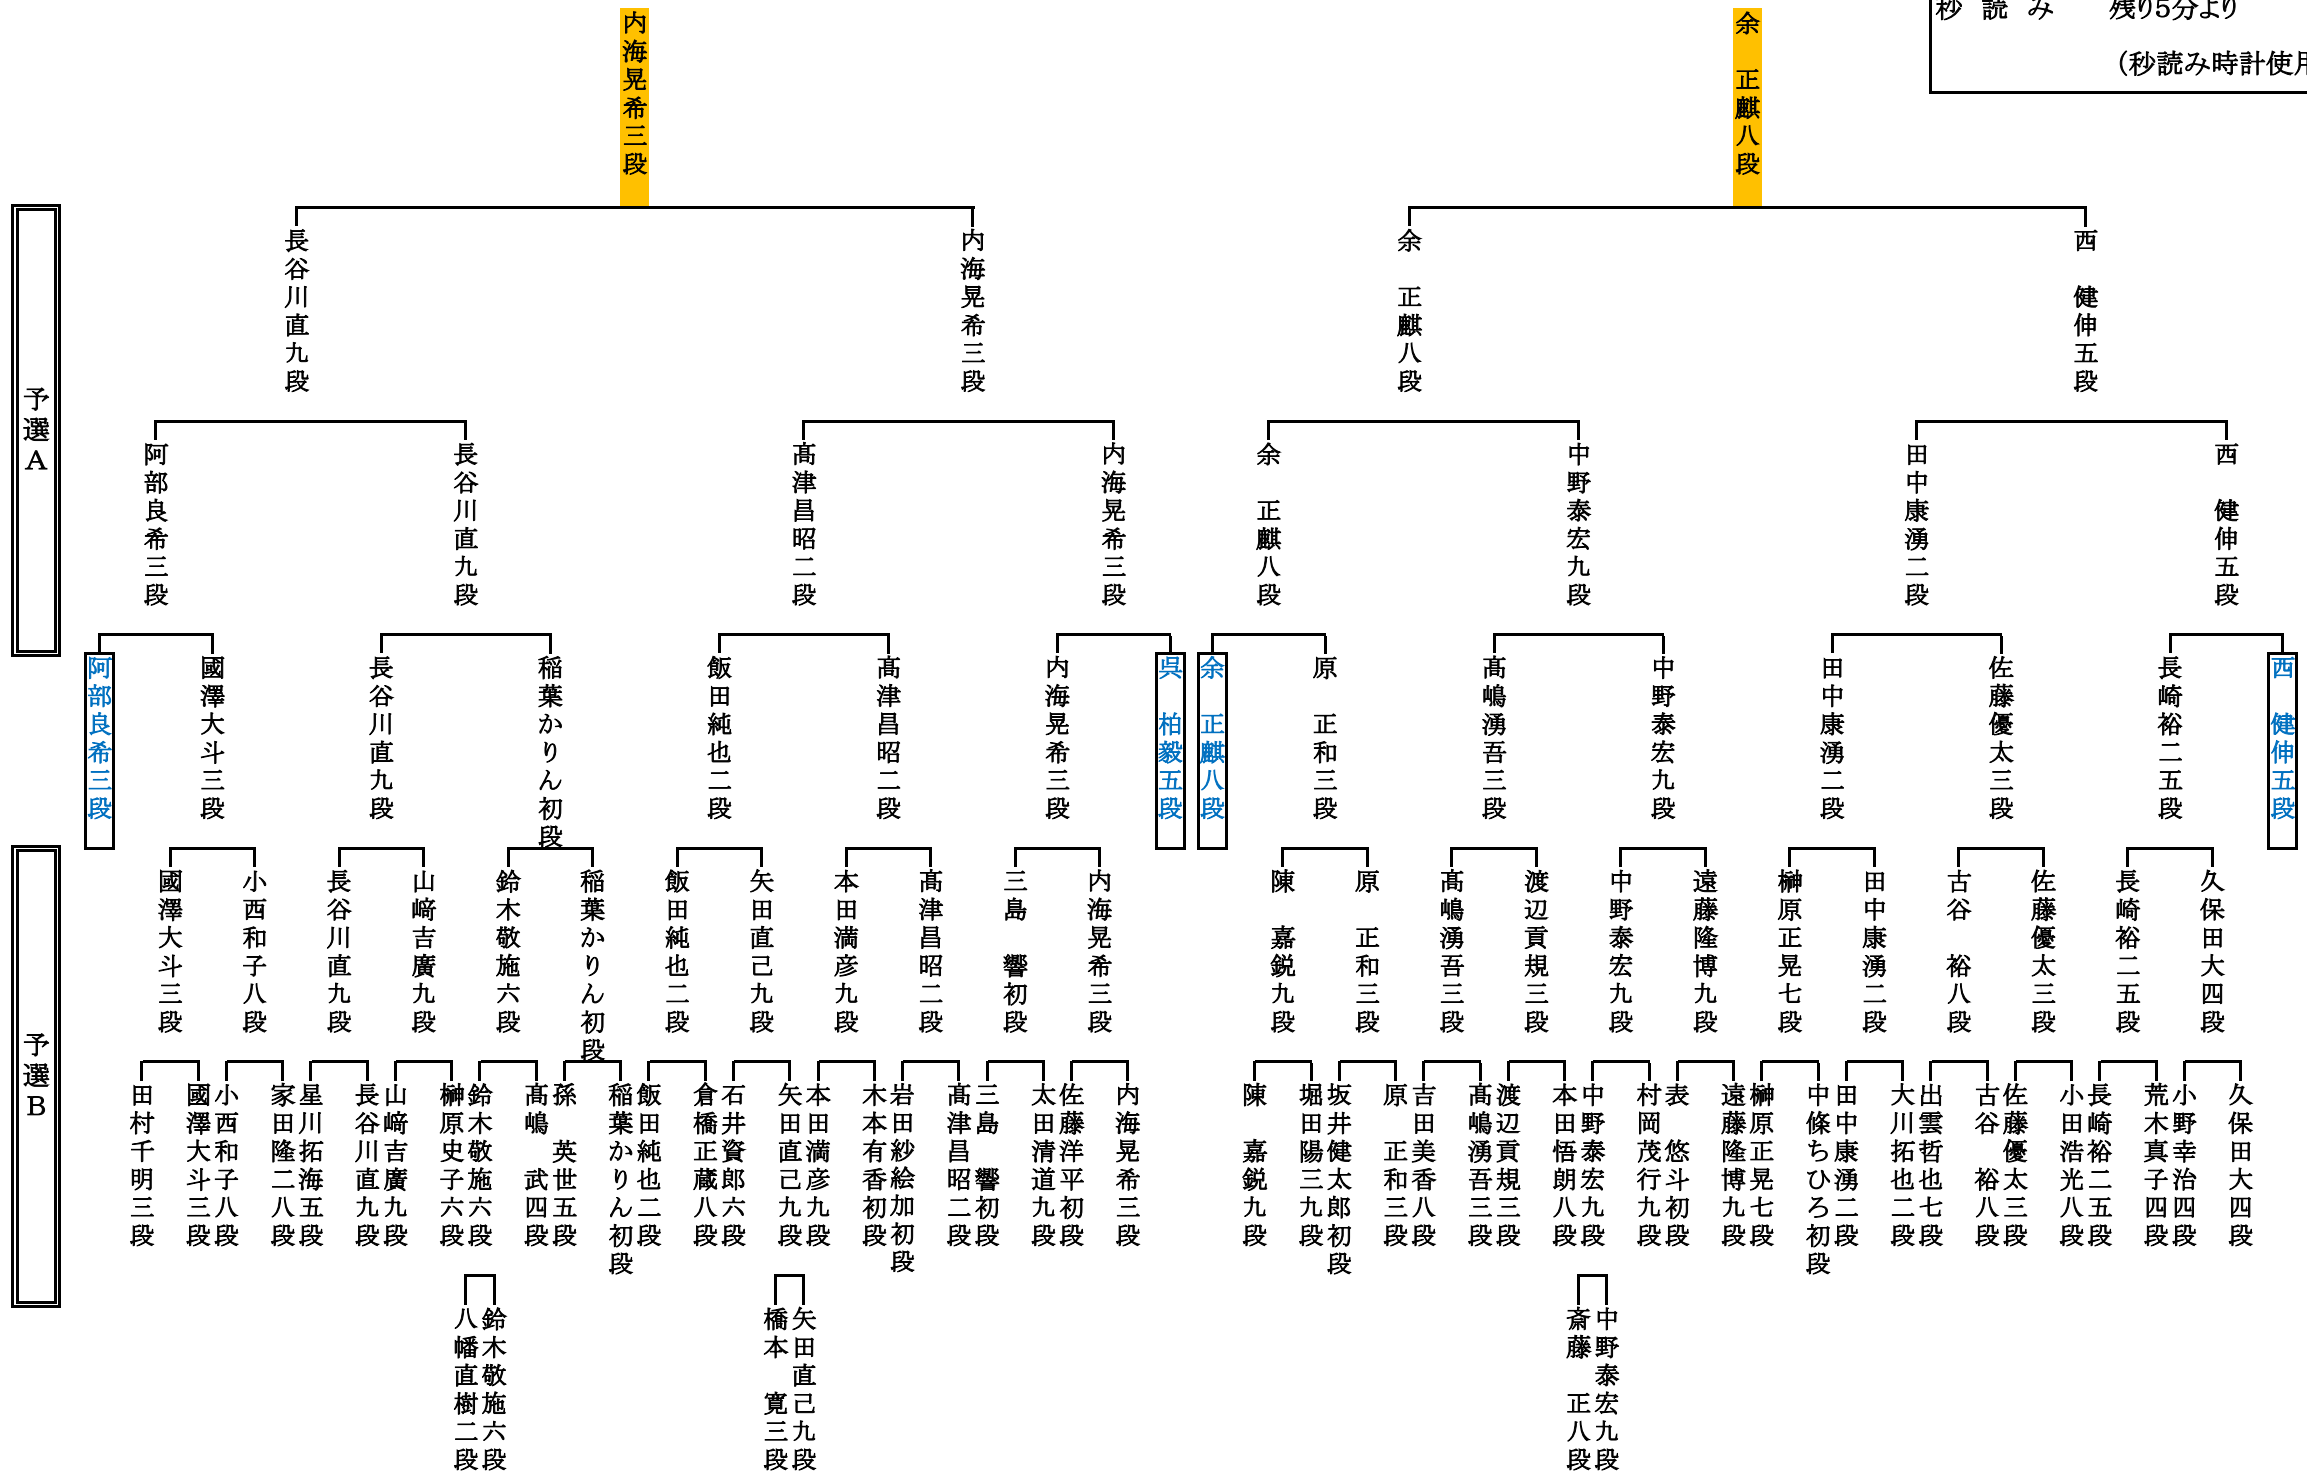 秒　読　み　　残り5分より
（秒読み時計使用
内海晃希三段
余　正麒八段
予選A
長谷川直九段
内海晃希三段
余　正麒八段
西　健伸五段
阿部良希三段
長谷川直九段
髙津昌昭二段
内海晃希三段
余　正麒八段
中野泰宏九段
田中康湧二段
西　健伸五段
阿部良希三段
國澤大斗三段
長谷川直九段
稲葉かりん初段
飯田純也二段
髙津昌昭二段
内海晃希三段
呉　柏毅五段
余　正麒八段
原　正和三段
髙嶋湧吾三段
中野泰宏九段
田中康湧二段
佐藤優太三段
長崎裕二五段
西　健伸五段
予選B
國澤大斗三段
小西和子八段
長谷川直九段
山﨑吉廣九段
鈴木敬施六段
稲葉かりん初段
飯田純也二段
矢田直己九段
本田満彦九段
髙津昌昭二段
三島　響初段
内海晃希三段
陳　嘉鋭九段
原　正和三段
髙嶋湧吾三段
渡辺貢規三段
中野泰宏九段
遠藤隆博九段
榊原正晃七段
田中康湧二段
古谷　裕八段
佐藤優太三段
長崎裕二五段
久保田大四段
田村千明三段
國澤大斗三段
小西和子八段
家田隆二八段
星川拓海五段
長谷川直九段
山﨑吉廣九段
榊原史子六段
鈴木敬施六段
髙嶋　武四段
孫　英世五段
稲葉かりん初段
飯田純也二段
倉橋正蔵八段
石井資郎六段
矢田直己九段
本田満彦九段
木本有香初段
岩田紗絵加初段
髙津昌昭二段
三島　響初段
太田清道九段
佐藤洋平初段
内海晃希三段
陳　嘉鋭九段
堀田陽三九段
坂井健太郎初段
原　正和三段
吉田美香八段
髙嶋湧吾三段
渡辺貢規三段
本田悟朗八段
中野泰宏九段
村岡茂行九段
表　悠斗初段
遠藤隆博九段
榊原正晃七段
中條ちひろ初段
田中康湧二段
大川拓也二段
出雲哲也七段
古谷　裕八段
佐藤優太三段
小田浩光八段
長崎裕二五段
荒木真子四段
小野幸治四段
久保田大四段
八幡直樹二段
鈴木敬施六段
橋本　寛三段
矢田直己九段
斎藤　正八段
中野泰宏九段